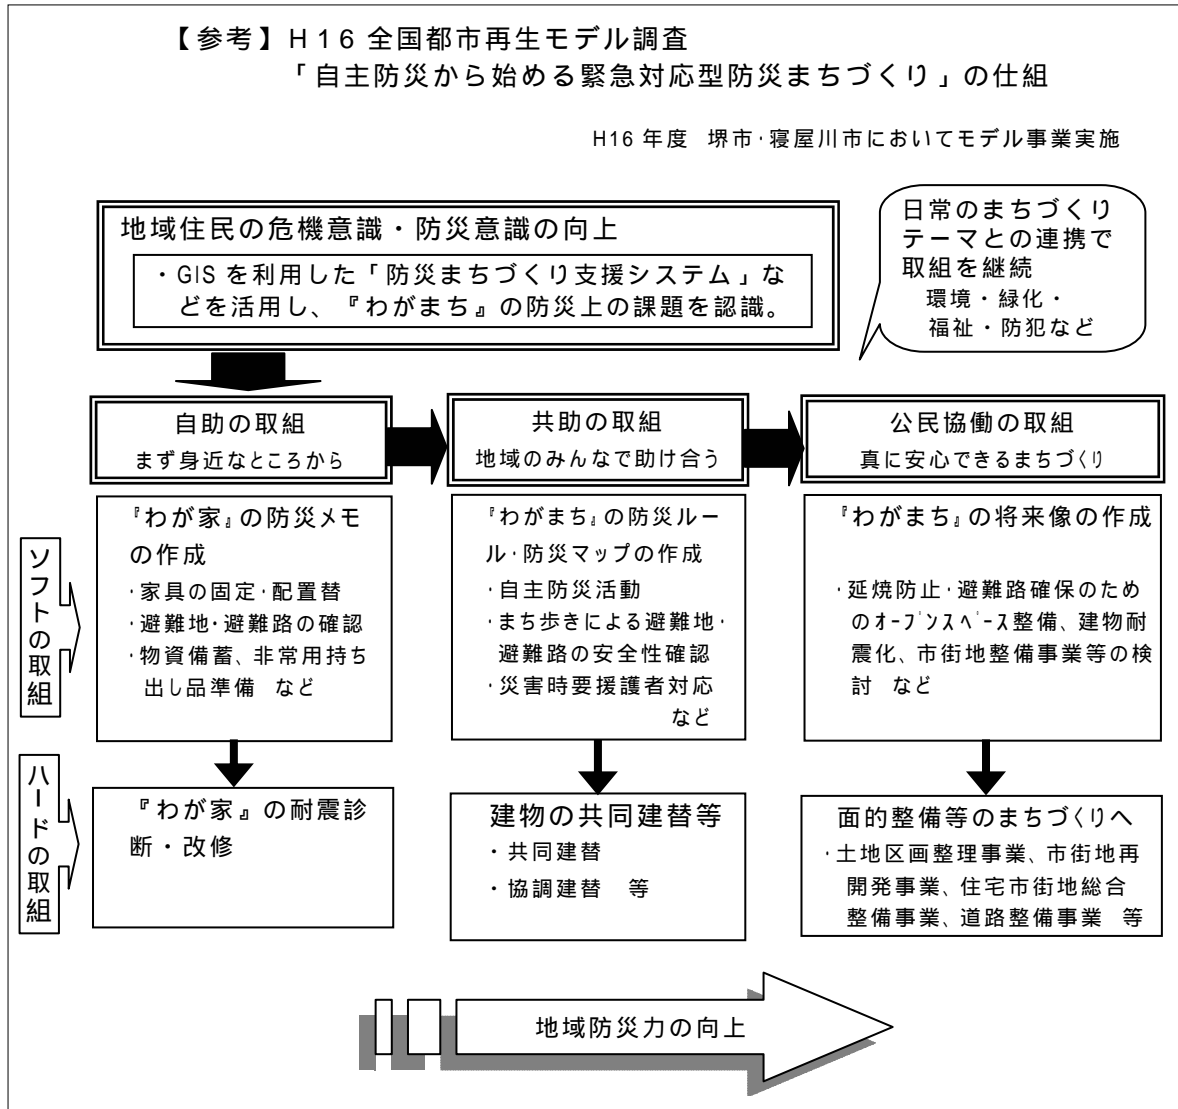 【参考】H16全国都市再生モデル調査
「自主防災から始める緊急対応型防災まちづくり」の仕組
H16年度 堺市・寝屋川市においてモデル事業実施
地域住民の危機意識・防災意識の向上
・GISを利用した「防災まちづくり支援システム」な
どを活用し、『わがまち』の防災上の課題を認識。
日常のまちづくり
テーマとの連携で
取組を継続
環境・緑化・
福祉・防犯など
自助の取組
まず身近なところから
共助の取組
地域のみんなで助け合う
公民協働の取組
真に安心できるまちづくり
ソフトの取組
『わが家』の防災メモ
の作成
・家具の固定・配置替
・避難地・避難路の確認
・物資備蓄、非常用持ち
出し品準備 など
『わがまち』の防災ルー
ル・防災マップの作成
・自主防災活動
・まち歩きによる避難地・
避難路の安全性確認
・災害時要援護者対応
など
『わがまち』の将来像の作成
・延焼防止・避難路確保のため
のオープンスペース整備、建物耐
震化、市街地整備事業等の検
討 など
ハードの取組
『わが家』の耐震診
断・改修
建物の共同建替等
・共同建替
・協調建替 等
面的整備等のまちづくりへ
・土地区画整理事業、市街地再
開発事業、住宅市街地総合
整備事業、道路整備事業 等
地域防災力の向上